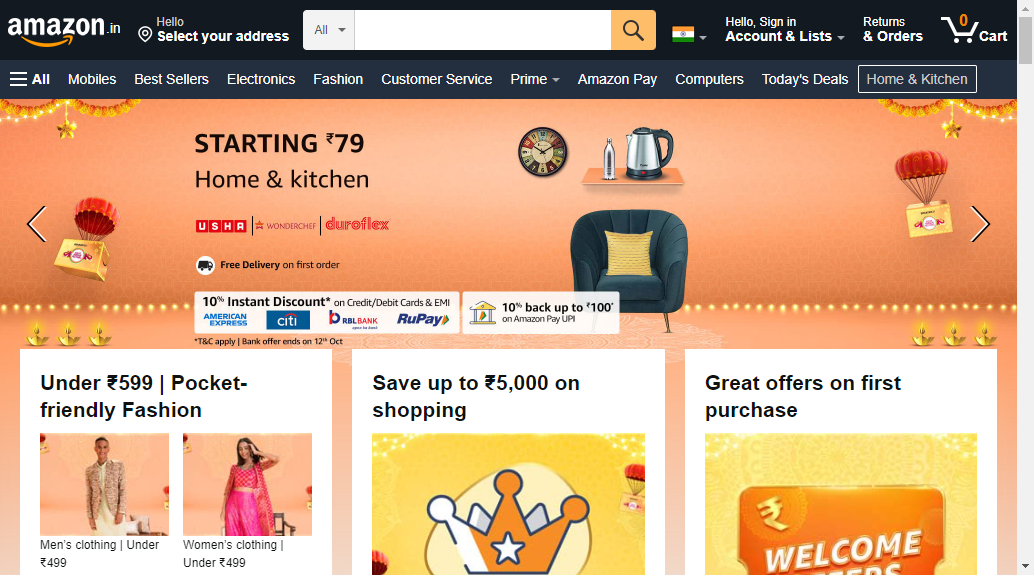 amazon.in
Hello
Select your address
All
Hello, Sign in
Account & Lists
Returns
& Orders
0
Cart
All
Mobiles
Best Sellers
Electronics
Fashion
Customer Service
Prime
Amazon Pay
Computers
Today's Deals
Home & Kitchen
STARTING ₹79
Home & kitchen
USHA
WONDERCHEF
duroflex
Free Delivery on first order
10% Instant Discount* on Credit/Debit Cards & EMI
AMERICAN
EXPRESS
citi
RBLBANK
apno ka bank
RuPay
10% back up to ₹100*
on Amazon Pay UPI
*T&C apply | Bank offer ends on 12th Oct
Under ₹599 | Pocket-
friendly Fashion
Men's clothing | Under
₹499
Women's clothing |
Under ₹499
Save up to ₹5,000 on
shopping
Great offers on first
purchase
₹
WELCOME